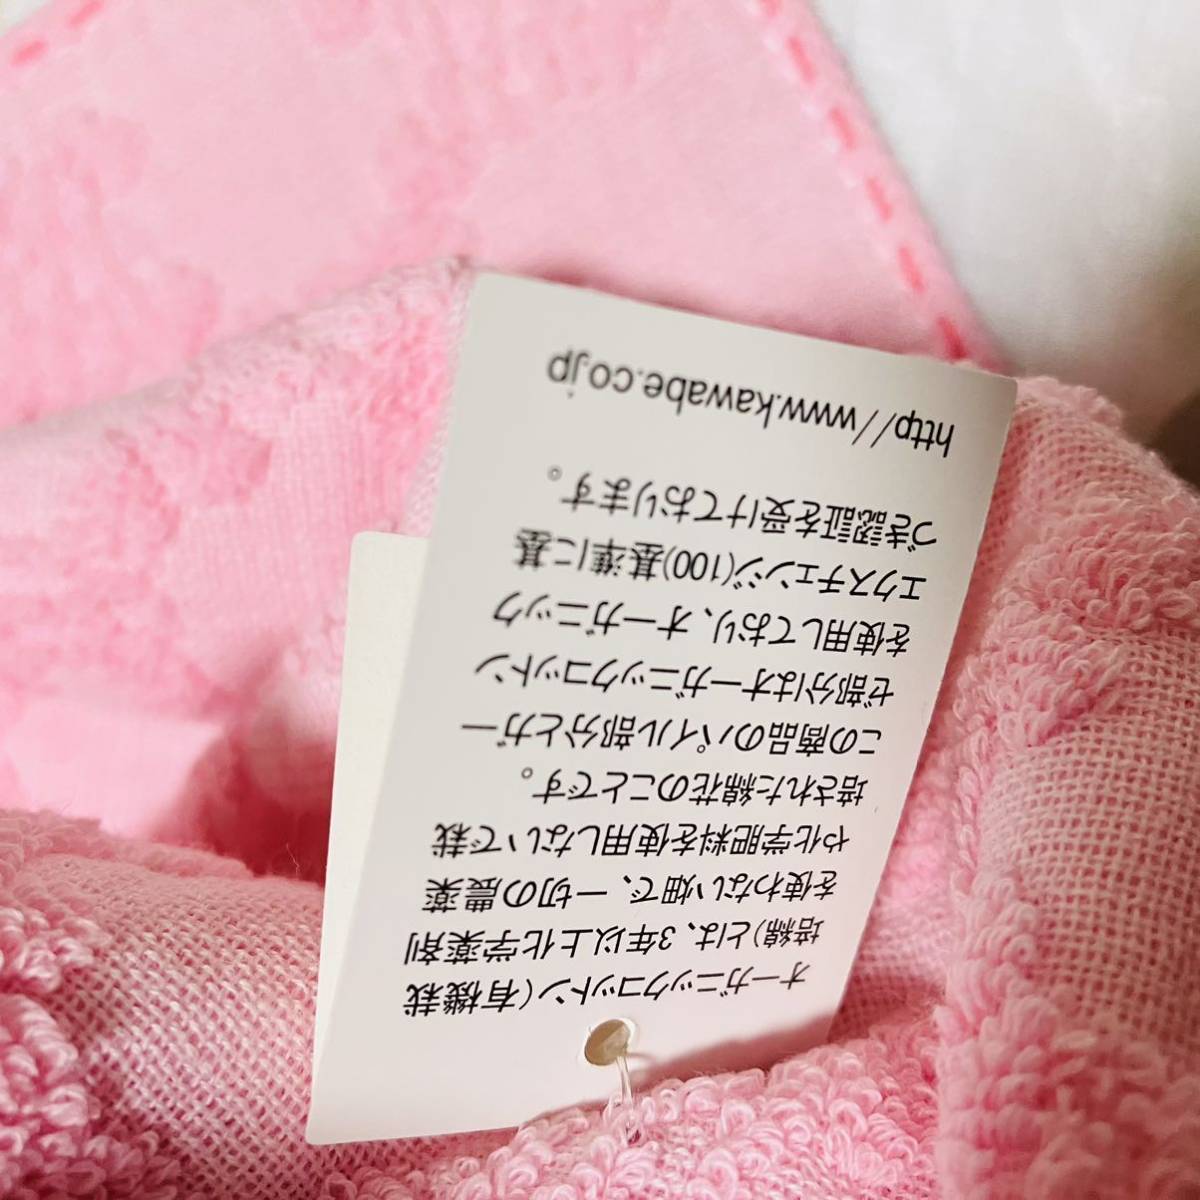 オーガニックコットン(有機栽
培綿)とは、3年以上化学薬剤
を使わない畑で、一切の農薬
や化学肥料を使用しないで栽
培された綿花のことです。
この商品のパイル部分とガー
ゼ部分はオーガニックコットン
を使用しており、オーガニック
エクスチェンジ(100)基準に基
づき認証を受けております。
http//www.kawabe.co.jp